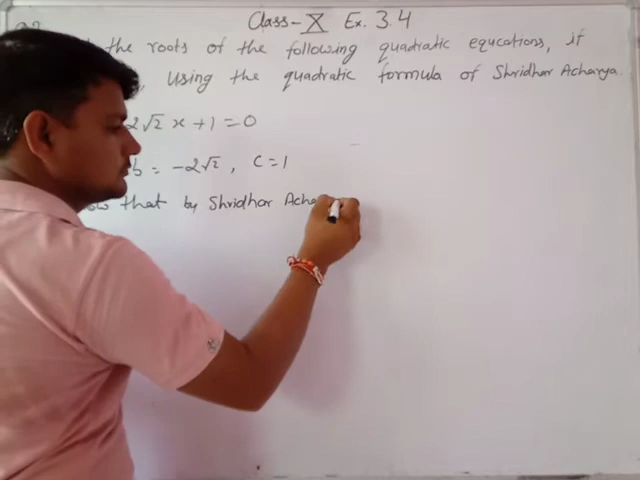 Class-X Ex. 3.4
the roots of the following quadratic equcations, if
using the quadratic formula of Shridhar Acharya.
2√2 x + 1 = 0
b = -2√2, C = 1
that by Shridhar